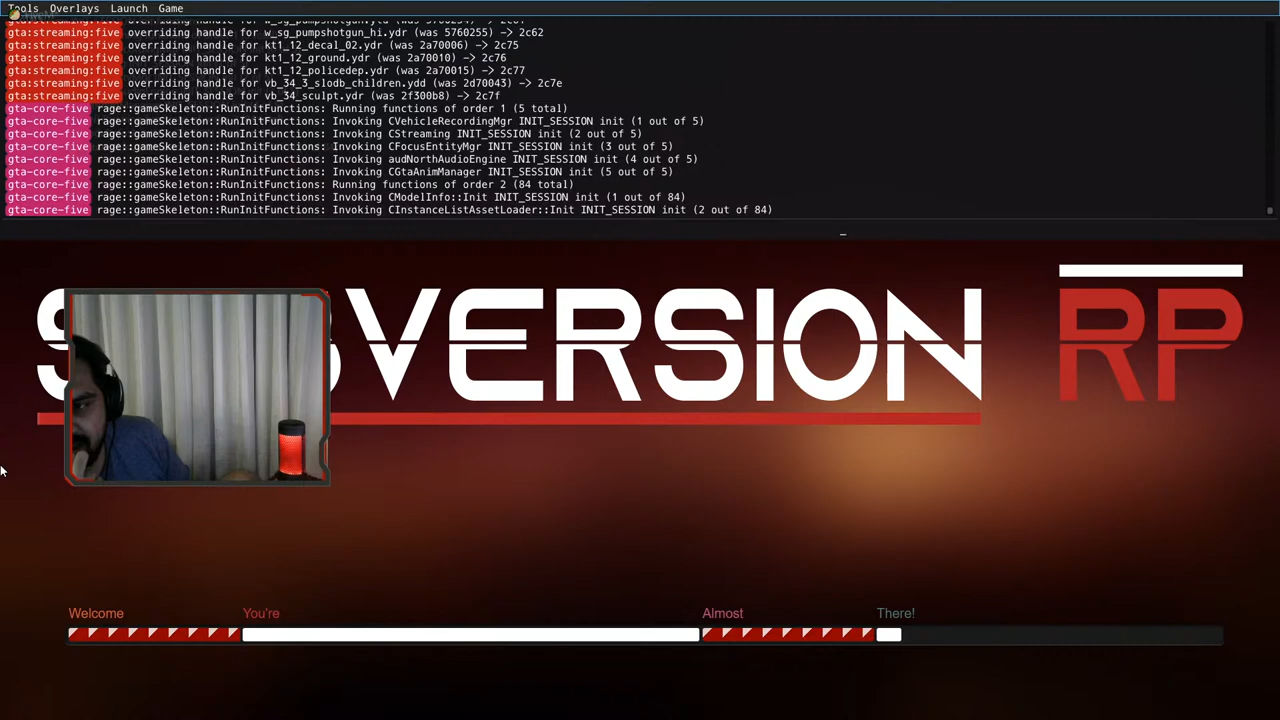 Tools Overlays Launch Game
gta:streaming:five overriding handle for w_sg_pumpshotgun_hi.ydr (was 5760255) -> 2c62
gta:streaming:five overriding handle for kt1_12_decal_02.ydr (was 2a70006) -> 2c75
gta:streaming:five overriding handle for kt1_12_ground.ydr (was 2a70010) -> 2c76
gta:streaming:five overriding handle for kt1_12_policedep.ydr (was 2a70015) -> 2c77
gta:streaming:five overriding handle for vb_34_3_slodb_children.ydd (was 2d70043) -> 2c7e
gta:streaming:five overriding handle for vb_34_sculpt.ydr (was 2f300b8) -> 2c7f
gta-core-five rage::gameSkeleton::RunInitFunctions: Running functions of order 1 (5 total)
gta-core-five rage::gameSkeleton::RunInitFunctions: Invoking CVehicleRecordingMgr INIT_SESSION init (1 out of 5)
gta-core-five rage::gameSkeleton::RunInitFunctions: Invoking CStreaming INIT_SESSION init (2 out of 5)
gta-core-five rage::gameSkeleton::RunInitFunctions: Invoking CFocusEntityMgr INIT_SESSION init (3 out of 5)
gta-core-five rage::gameSkeleton::RunInitFunctions: Invoking audNorthAudioEngine INIT_SESSION init (4 out of 5)
gta-core-five rage::gameSkeleton::RunInitFunctions: Invoking CGtaAnimManager INIT_SESSION init (5 out of 5)
gta-core-five rage::gameSkeleton::RunInitFunctions: Running functions of order 2 (84 total)
gta-core-five rage::gameSkeleton::RunInitFunctions: Invoking CModelInfo::Init INIT_SESSION init (1 out of 84)
gta-core-five rage::gameSkeleton::RunInitFunctions: Invoking CInstanceListAssetLoader::Init INIT_SESSION init (2 out of 84)
VERSION RP
Welcome You're Almost There!